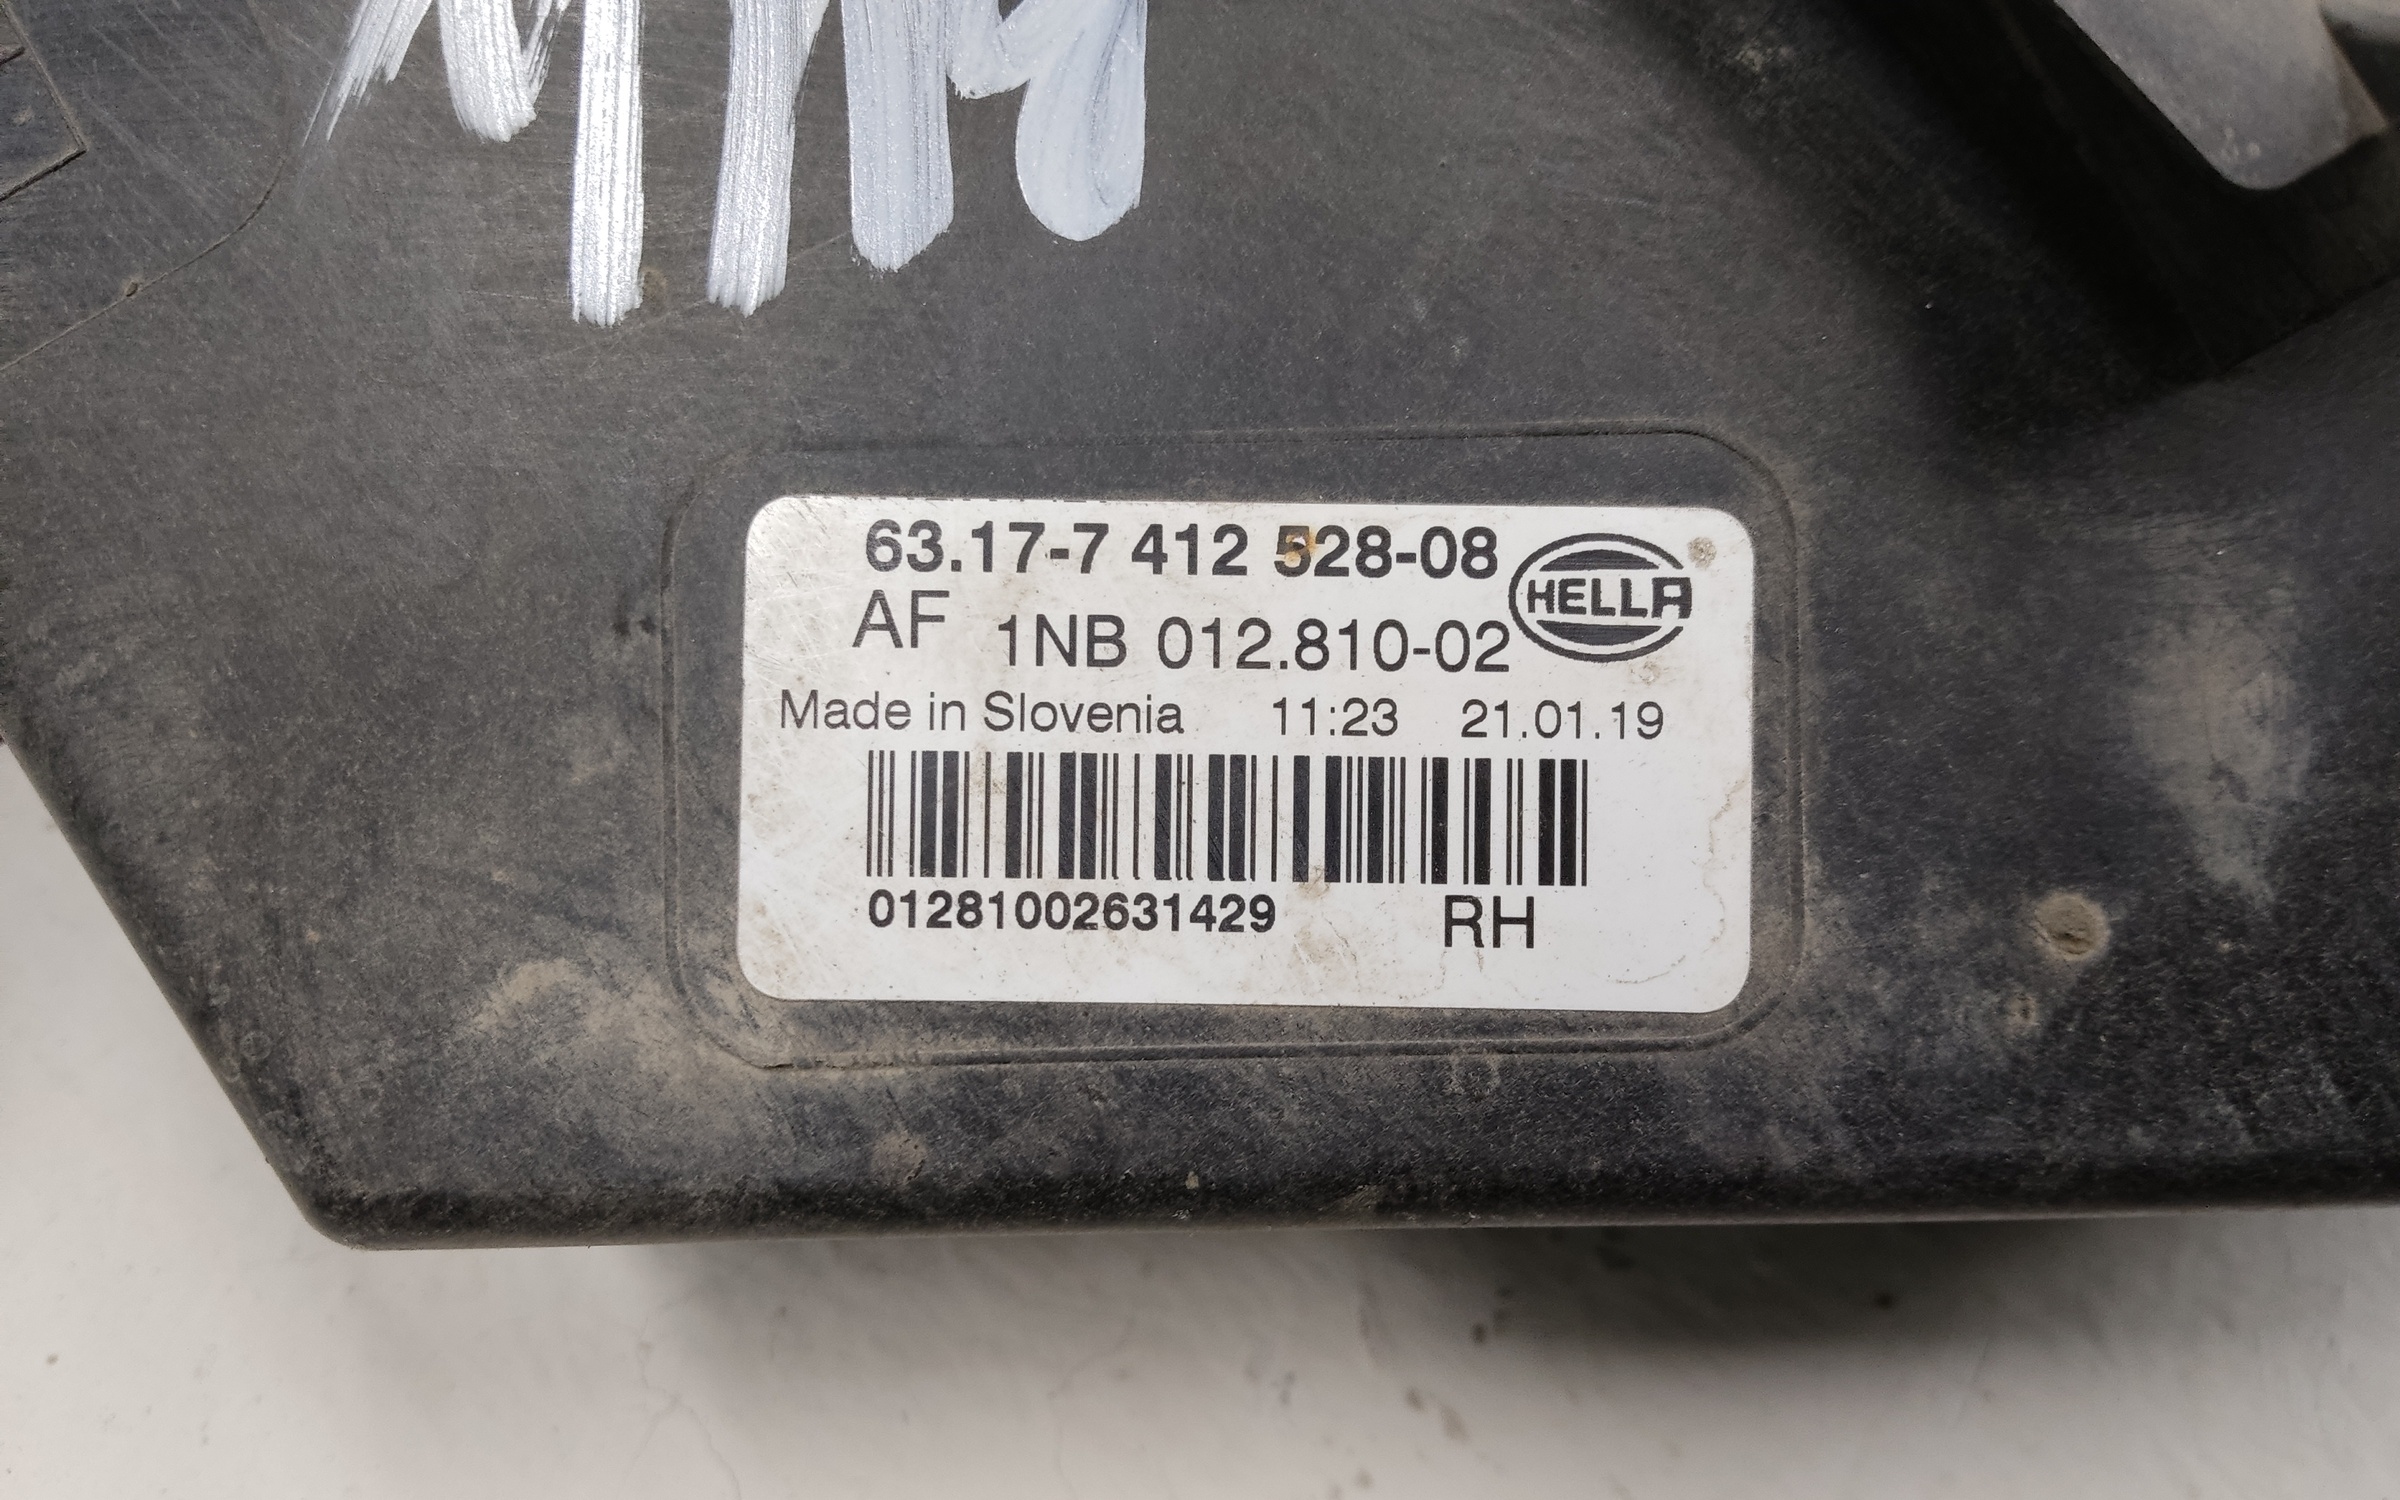 63.17-7 412 528-08
HELLA
AF 1NB 012.810-02
Made in Slovenia 11:23 21.01.19
01281002631429 RH